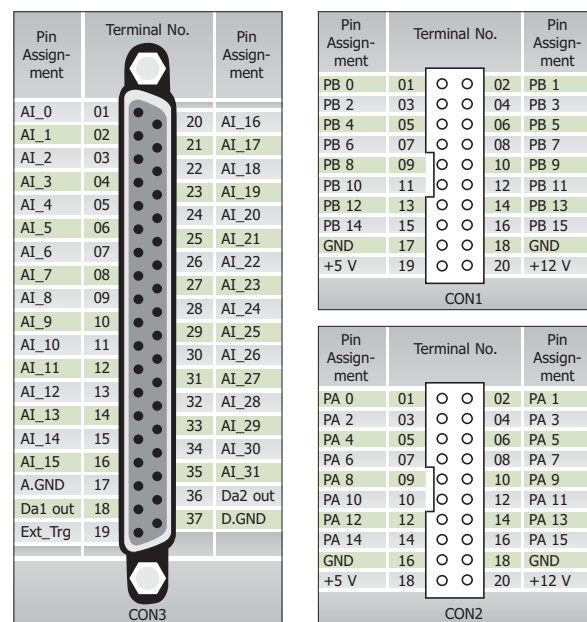 Pin Assign- ment Terminal No. Pin Assign- ment
AI_0 01
20 AI_16
AI_1 02
21 AI_17
AI_2 03
22 AI_18
AI_3 04
23 AI_19
AI_4 05
24 AI_20
AI_5 06
25 AI_21
AI_6 07
26 AI_22
AI_7 08
27 AI_23
AI_8 09
28 AI_24
AI_9 10
29 AI_25
AI_10 11
30 AI_26
AI_11 12
31 AI_27
AI_12 13
32 AI_28
AI_13 14
33 AI_29
AI_14 15
34 AI_30
AI_15 16
35 AI_31
A.GND 17
36 Da2 out
Da1 out 18
37 D.GND
Ext_Trg 19
CON3
Pin Assign- ment Terminal No. Pin Assign- ment
PB 0 01 02 PB 1
PB 2 03 04 PB 3
PB 4 05 06 PB 5
PB 6 07 08 PB 7
PB 8 09 10 PB 9
PB 10 11 12 PB 11
PB 12 13 14 PB 13
PB 14 15 16 PB 15
GND 17 18 GND
+5 V 19 20 +12 V
CON1
Pin Assign- ment Terminal No. Pin Assign- ment
PA 0 01 02 PA 1
PA 2 03 04 PA 3
PA 4 05 06 PA 5
PA 6 07 08 PA 7
PA 8 09 10 PA 9
PA 10 10 12 PA 11
PA 12 12 14 PA 13
PA 14 14 16 PA 15
GND 16 18 GND
+5 V 18 20 +12 V
CON2